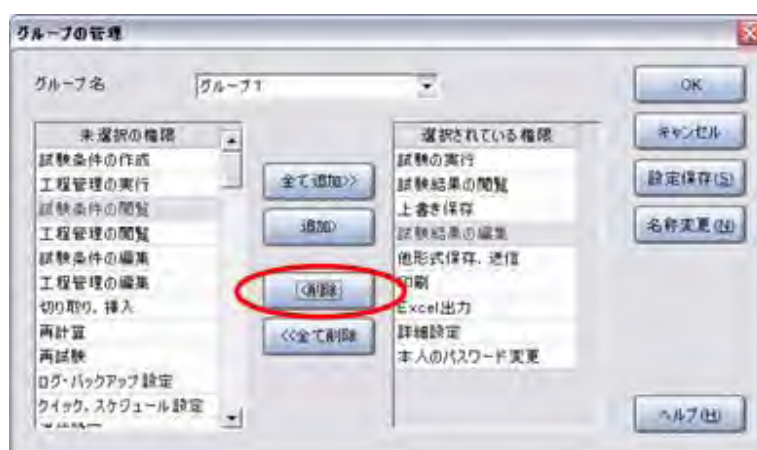 グループの管理
グループ名
グループ1
OK
キャンセル
設定保存(S)
名称変更(N)
ヘルプ(H)
未選択の権限
試験条件の作成
工程管理の実行
試験条件の閲覧
工程管理の閲覧
試験条件の編集
工程管理の編集
切り取り、挿入
再計算
再試験
ログ・バックアップ設定
クイック、スケジュール設定
全て追加>>
追加>
<削除
<<全て削除
選択されている権限
試験の実行
試験結果の閲覧
上書き保存
試験結果の編集
他形式保存、送信
印刷
Excel出力
詳細設定
本人のパスワード変更